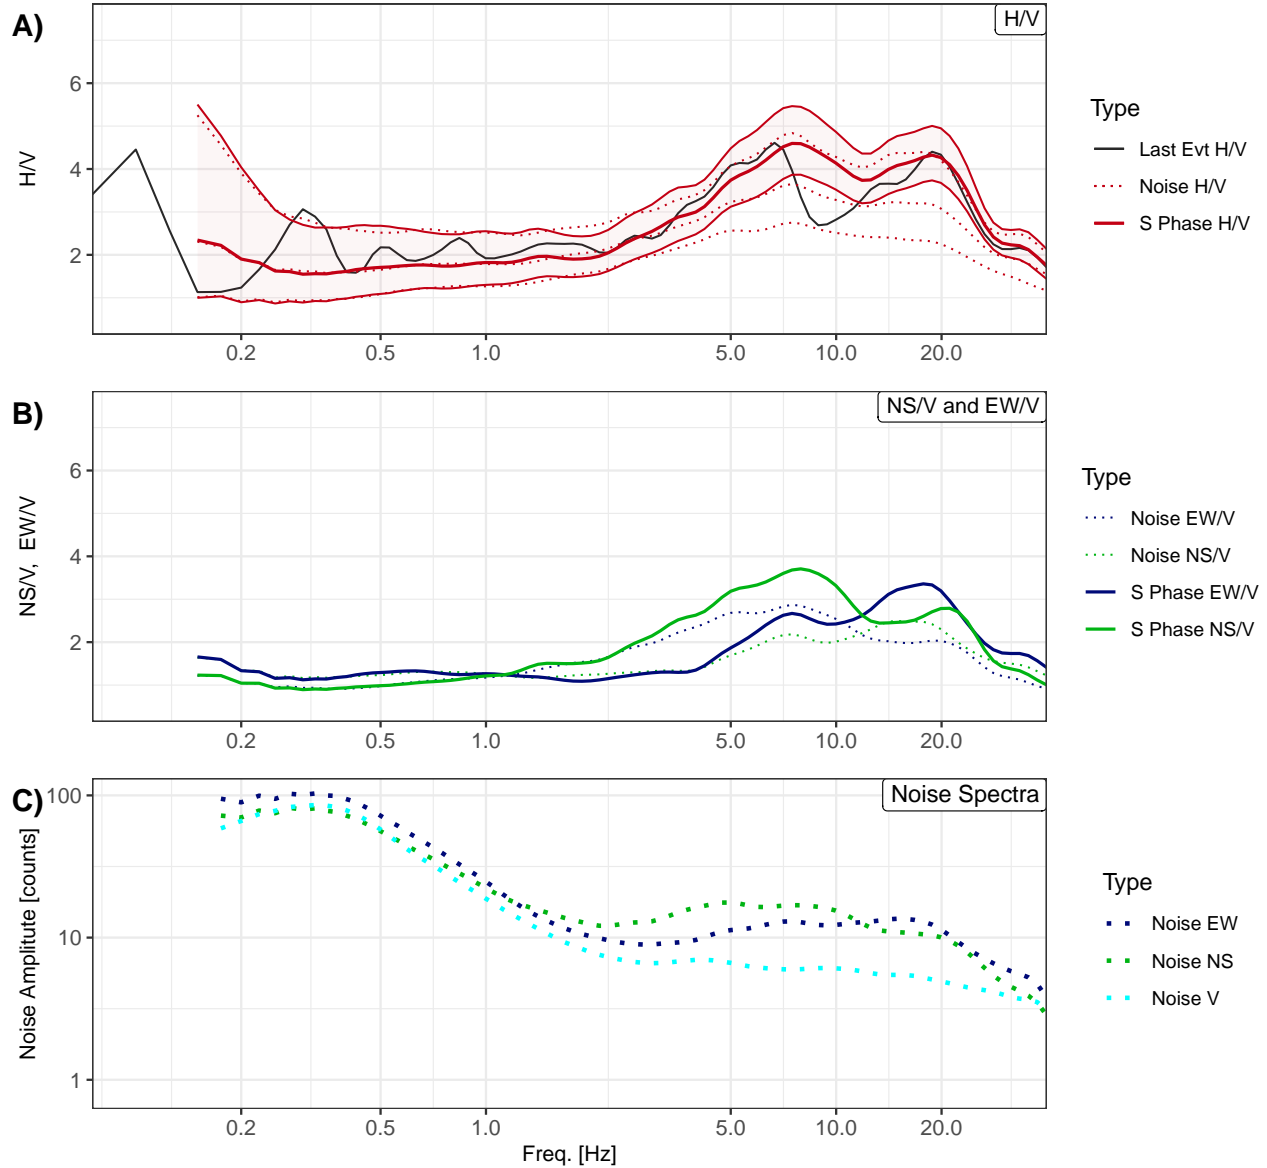 A)
H/V
6
4
2
H/V
0.2 0.5 1.0 5.0 10.0 20.0
Type
Last Evt H/V
Noise H/V
S Phase H/V
B)
NS/V and EW/V
6
4
2
NS/V, EW/V
0.2 0.5 1.0 5.0 10.0 20.0
Type
Noise EW/V
Noise NS/V
S Phase EW/V
S Phase NS/V
C)
Noise Spectra
100
10
1
Noise Amplitute [counts]
0.2 0.5 1.0 5.0 10.0 20.0
Freq. [Hz]
Type
Noise EW
Noise NS
Noise V